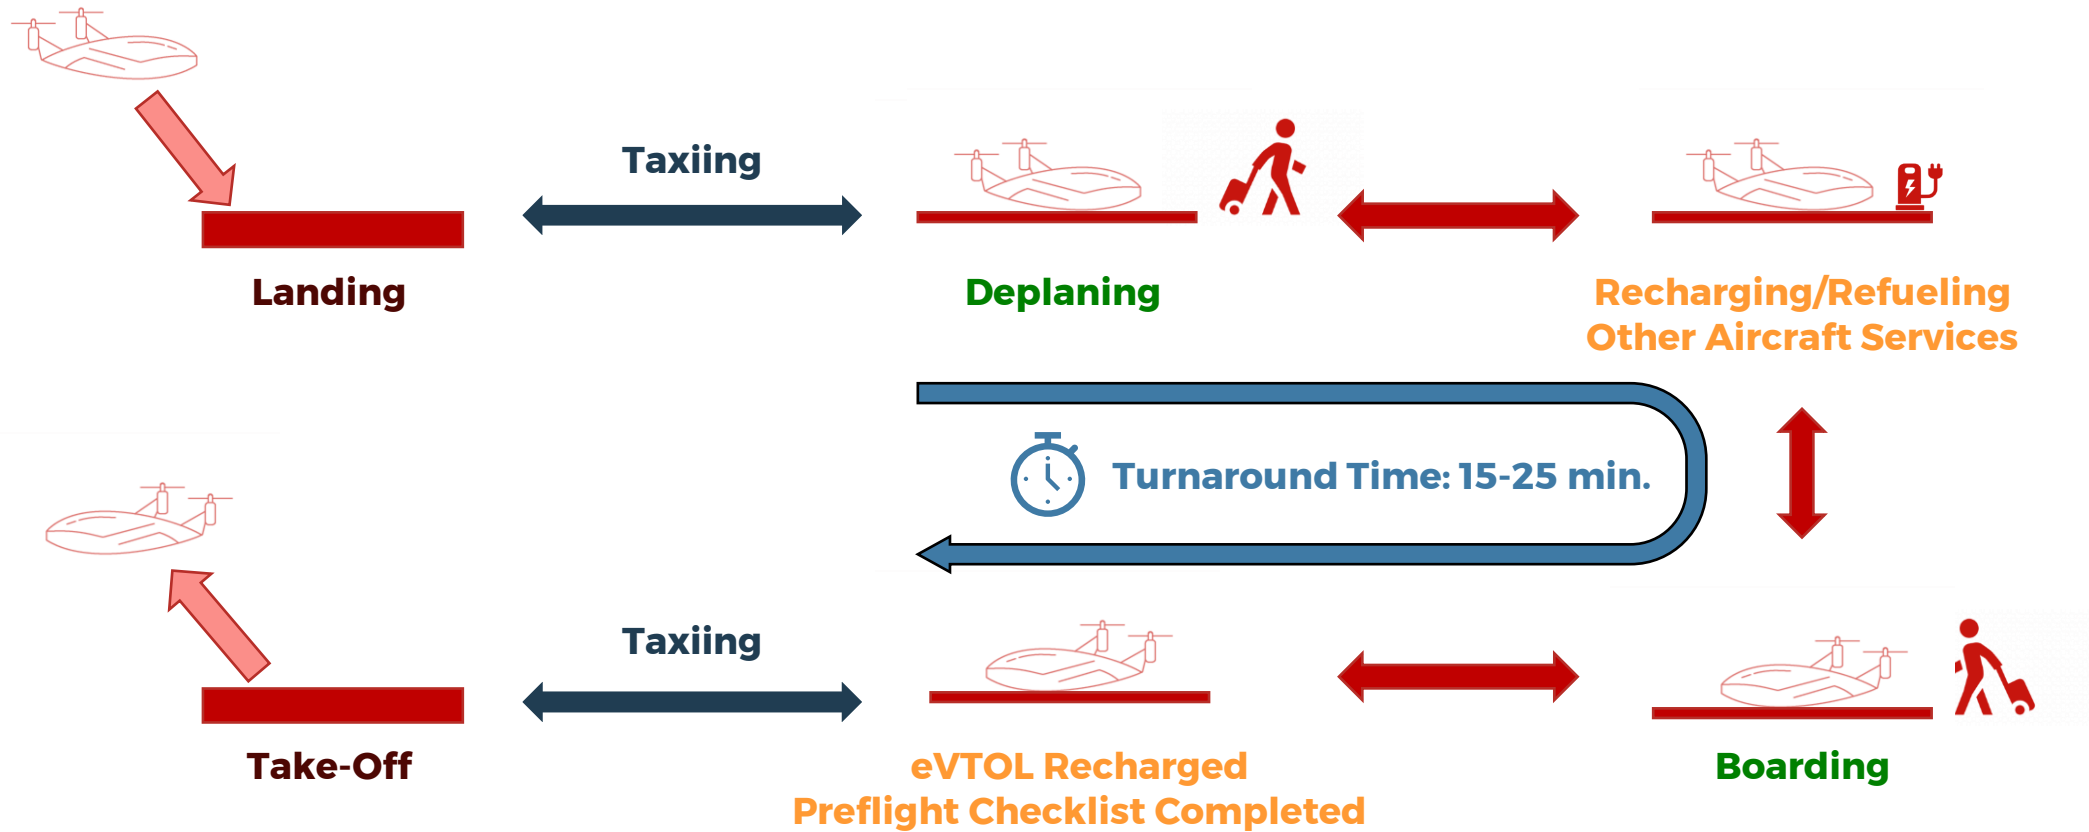 Taxiing
Landing
Deplaning
Recharging/Refueling
Other Aircraft Services
Turnaround Time: 15-25 min.
Taxiing
Take-Off
eVTOL Recharged
Preflight Checklist Completed
Boarding